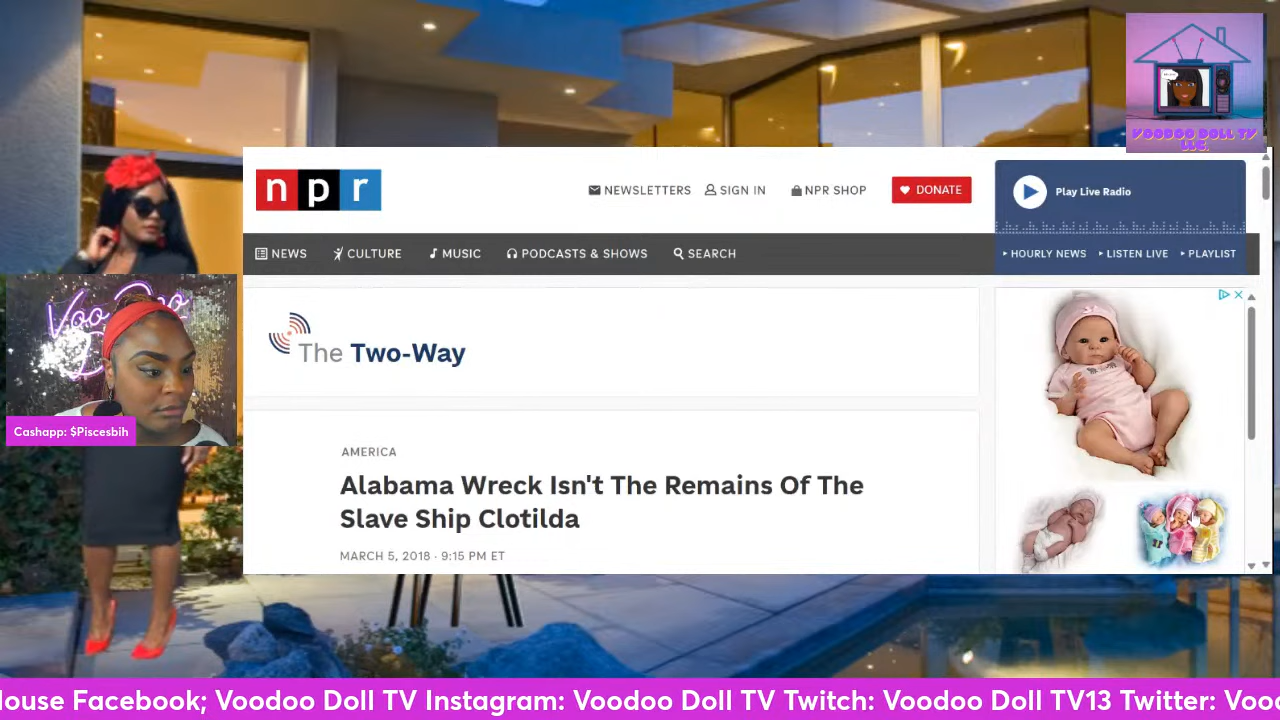 VOODOO DOLL TV
LLC.
npr
NEWSLETTERS
SIGN IN
NPR SHOP
DONATE
Play Live Radio
NEWS
CULTURE
MUSIC
PODCASTS & SHOWS
SEARCH
HOURLY NEWS
LISTEN LIVE
PLAYLIST
The Two-Way
Voo Doo
Cashapp: $Piscesbih
AMERICA
Alabama Wreck Isn't The Remains Of The
Slave Ship Clotilda
MARCH 5, 2018 · 9:15 PM ET
House Facebook; Voodoo Doll TV Instagram: Voodoo Doll TV Twitch: Voodoo Doll TV13 Twitter: